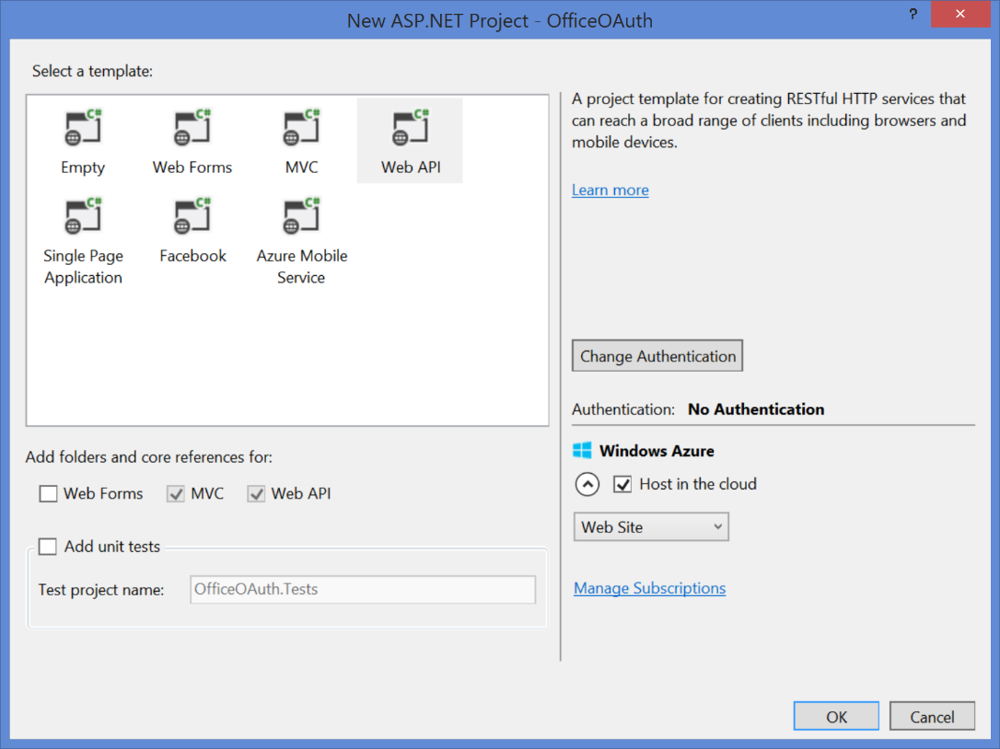 New ASP.NET Project - OfficeOAuth
?
Select a template:
C# C# C# C#
Empty Web Forms MVC Web API
C# C# C#
Single Page Application
Facebook
Azure Mobile Service
A project template for creating RESTful HTTP services that
can reach a broad range of clients including browsers and
mobile devices.
Learn more
Change Authentication
Authentication: No Authentication
Windows Azure
Host in the cloud
Web Site
Manage Subscriptions
Add folders and core references for:
Web Forms MVC Web API
Add unit tests
Test project name: OfficeOAuth.Tests
OK Cancel